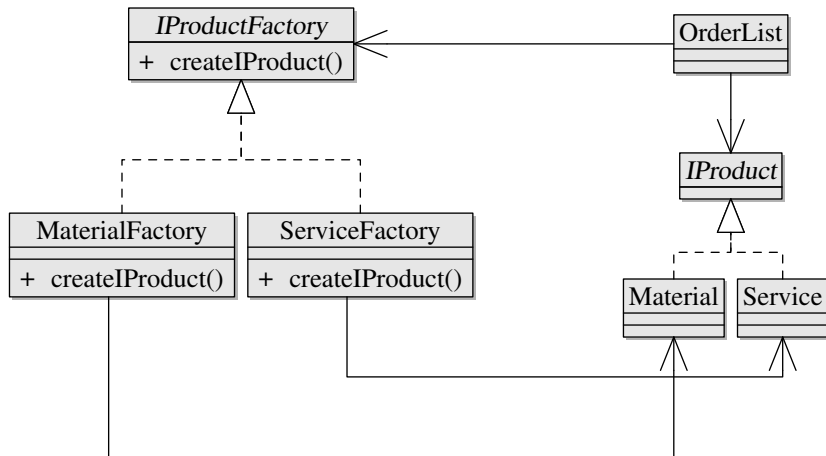 IProductFactory
+ createIProduct()
OrderList
IProduct
MaterialFactory
+ createIProduct()
ServiceFactory
+ createIProduct()
Material
Service